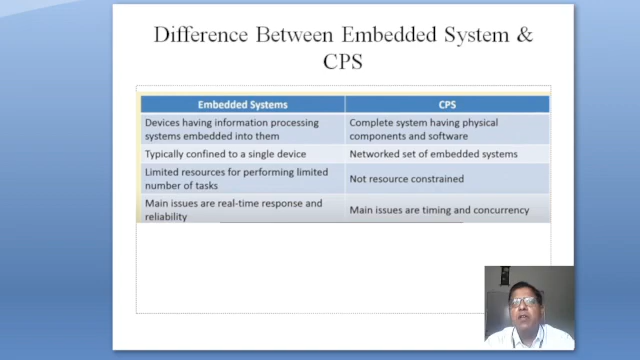 Difference Between Embedded System &
CPS
Embedded Systems CPS
Devices having information processing systems embedded into them
Complete system having physical components and software
Typically confined to a single device
Networked set of embedded systems
Limited resources for performing limited number of tasks
Not resource constrained
Main issues are real-time response and reliability
Main issues are timing and concurrency